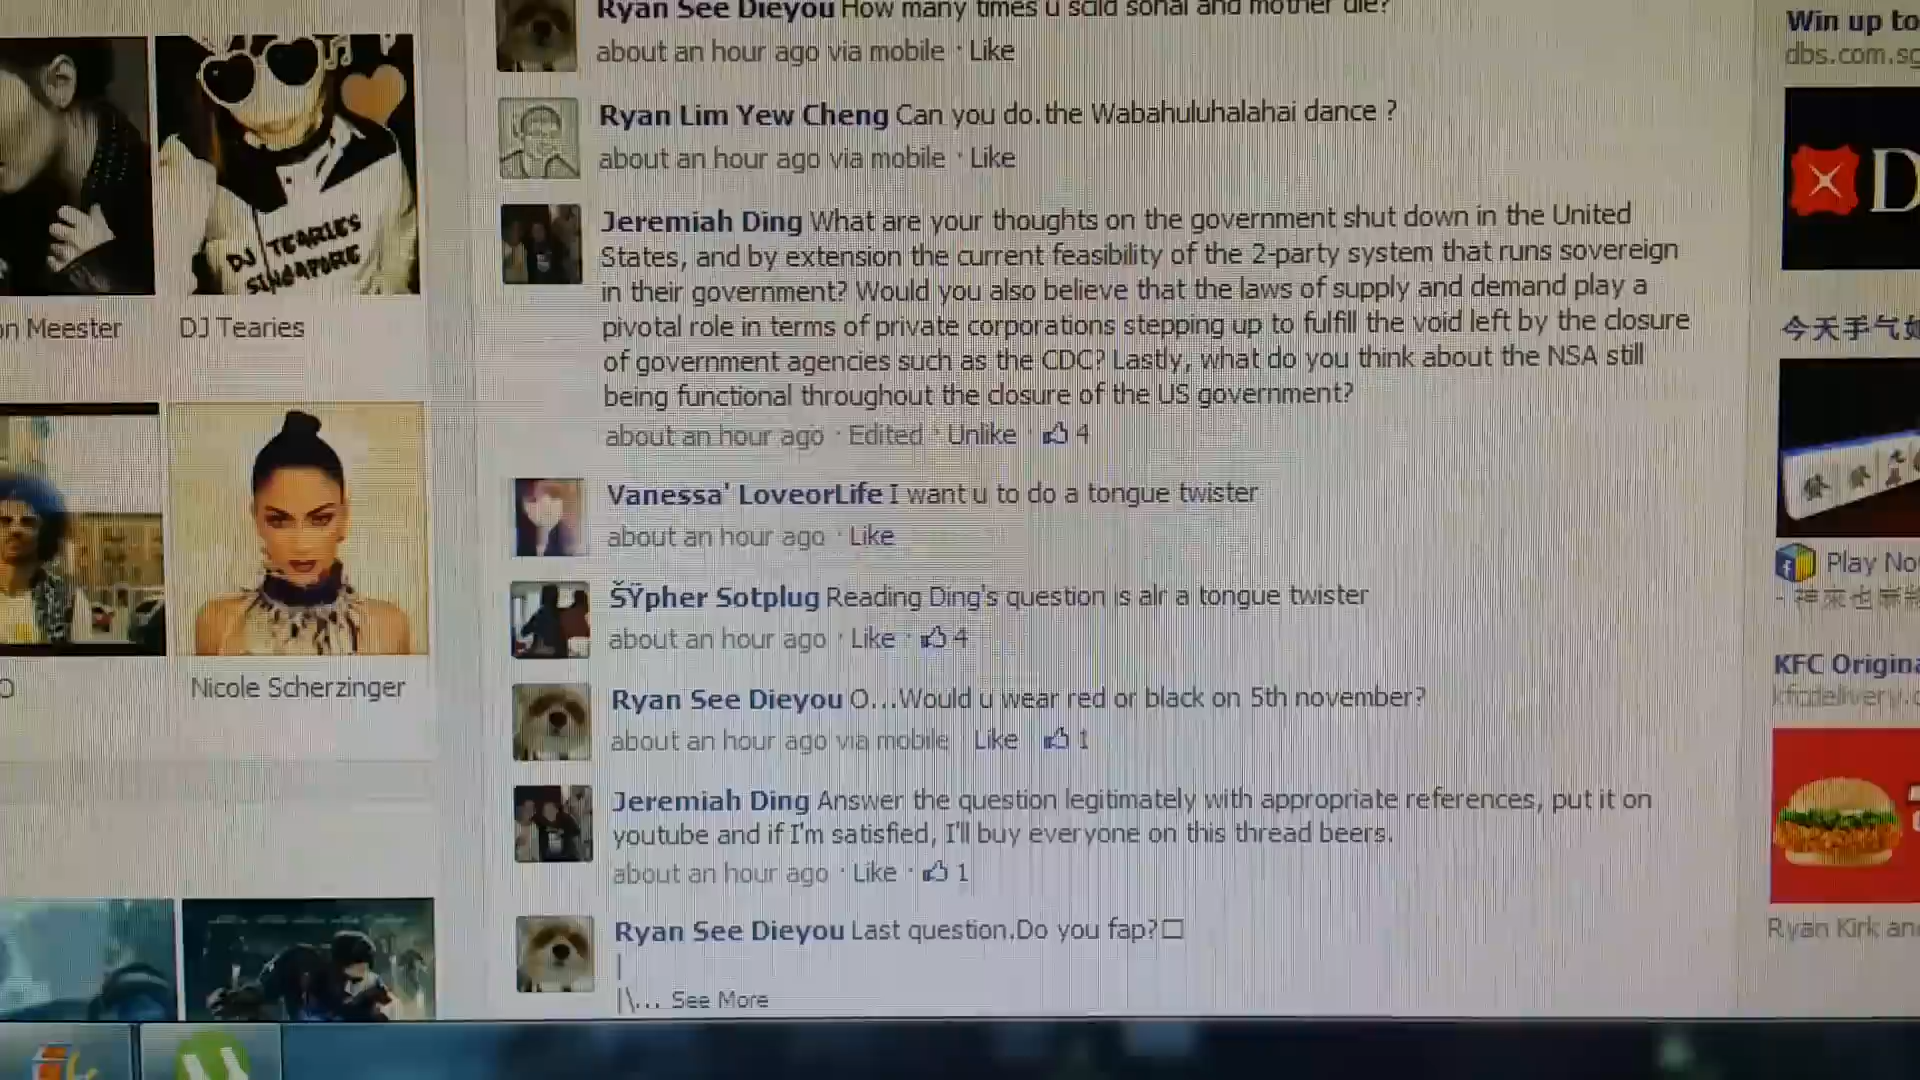 Ryan See Dieyou How many times u said sohai and mother die?
about an hour ago via mobile · Like
Ryan Lim Yew Cheng Can you do.the Wabahuluhalahai dance ?
about an hour ago via mobile · Like
Jeremiah Ding What are your thoughts on the government shut down in the United
States, and by extension the current feasibility of the 2-party system that runs sovereign
in their government? Would you also believe that the laws of supply and demand play a
pivotal role in terms of private corporations stepping up to fulfill the void left by the closure
of government agencies such as the CDC? Lastly, what do you think about the NSA still
being functional throughout the closure of the US government?
about an hour ago · Edited · Unlike · 4
Vanessa' LoveorLife I want u to do a tongue twister
about an hour ago · Like
ŠŸpher Sotplug Reading Ding's question is alr a tongue twister
about an hour ago · Like · 4
Ryan See Dieyou O...Would u wear red or black on 5th november?
about an hour ago via mobile · Like · 1
Jeremiah Ding Answer the question legitimately with appropriate references, put it on
youtube and if I'm satisfied, I'll buy everyone on this thread beers.
about an hour ago · Like · 1
Ryan See Dieyou Last question.Do you fap?□
|
|\... See More
DJ TEARIES
SINGAPORE
on Meester
DJ Tearies
O
Nicole Scherzinger
Win up to
dbs.com.sg
D
今天手气如
Play No
- 神來也麻將
KFC Origina
kfcdelivery.c
Ryan Kirk and